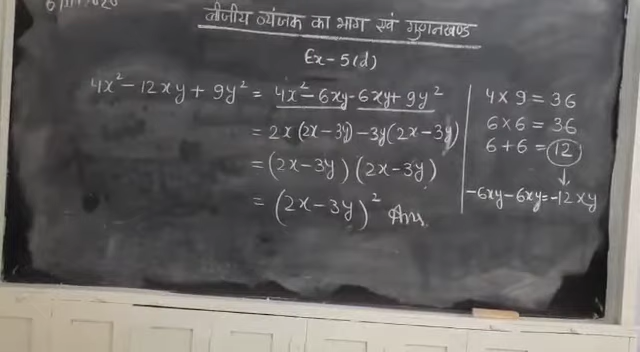 बीजीय व्यंजक का भाग एवं गुणनखण्ड
Ex-5(d)
4x²-12xy+9y² = 4x²-6xy-6xy+9y²
= 2x(2x-3y)-3y(2x-3y)
= (2x-3y)(2x-3y)
= (2x-3y)² Ans
4×9=36
6×6=36
6+6=12
↓
-6xy-6xy=-12xy